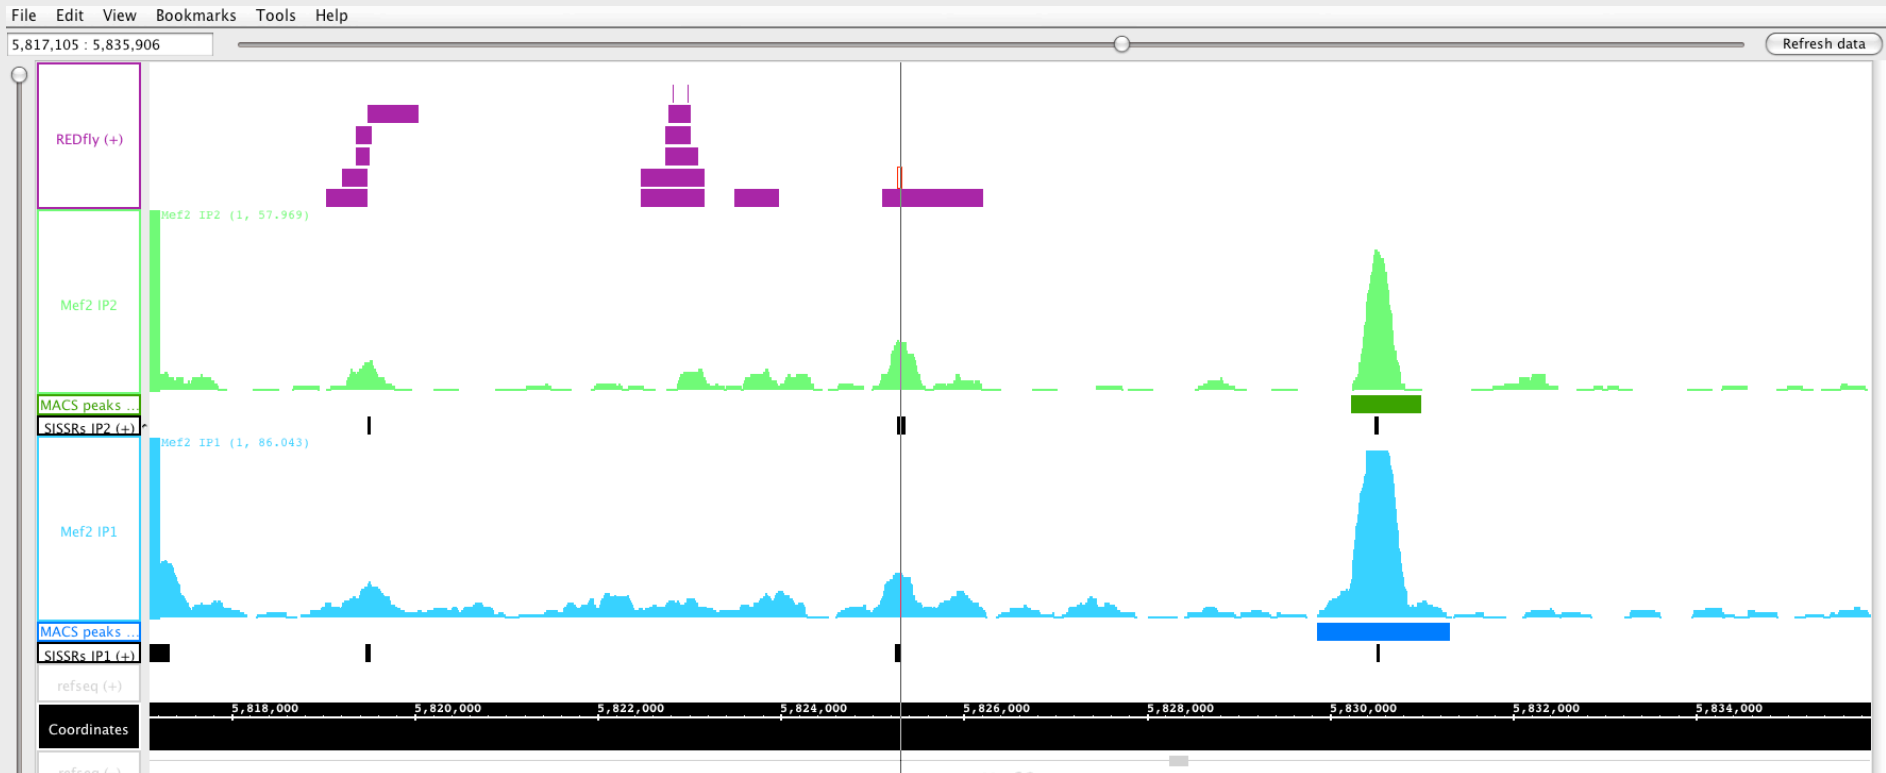 File Edit View Bookmarks Tools Help
5,817,105 : 5,835,906
Refresh data
REDfly (+)
Mef2 IP2 (1, 57.969)
Mef2 IP2
MACS peaks ...
SISSRs IP2 (+)
Mef2 IP1 (1, 86.043)
Mef2 IP1
MACS peaks ...
SISSRs IP1 (+)
refseq (+)
5,818,000 5,820,000 5,822,000 5,824,000 5,826,000 5,828,000 5,830,000 5,832,000 5,834,000
Coordinates
refseq (-)